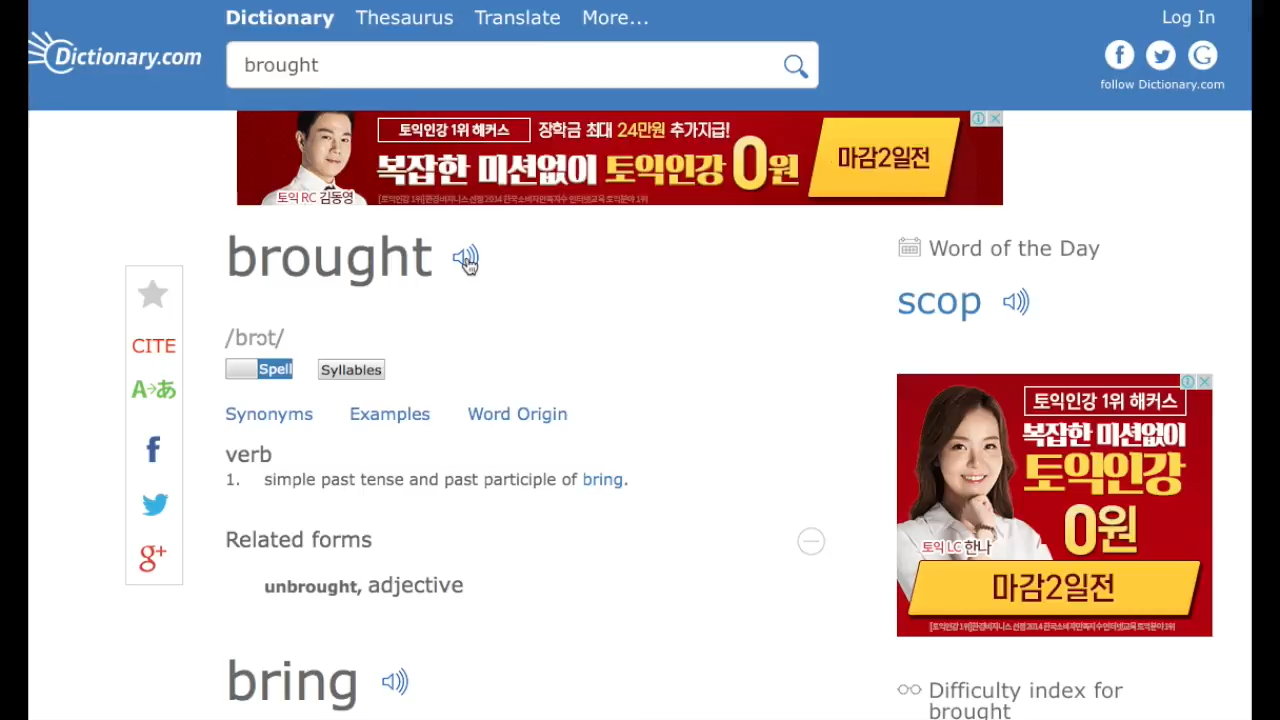 Dictionary Thesaurus Translate More... Log In
Dictionary.com
brought
follow Dictionary.com
토익인강 1위 해커스 장학금 최대 24만원 추가지급!
복잡한 미션없이 토익인강 0원
마감2일전
토익 RC 김동영
brought
/brɔt/
Spell Syllables
Synonyms Examples Word Origin
verb
1. simple past tense and past participle of bring.
Related forms
unbrought, adjective
bring
CITE
A→あ
f
g+
Word of the Day
scop
토익인강 1위 해커스
복잡한 미션없이
토익인강
0원
토익 LC 한나
마감2일전
Difficulty index for
brought